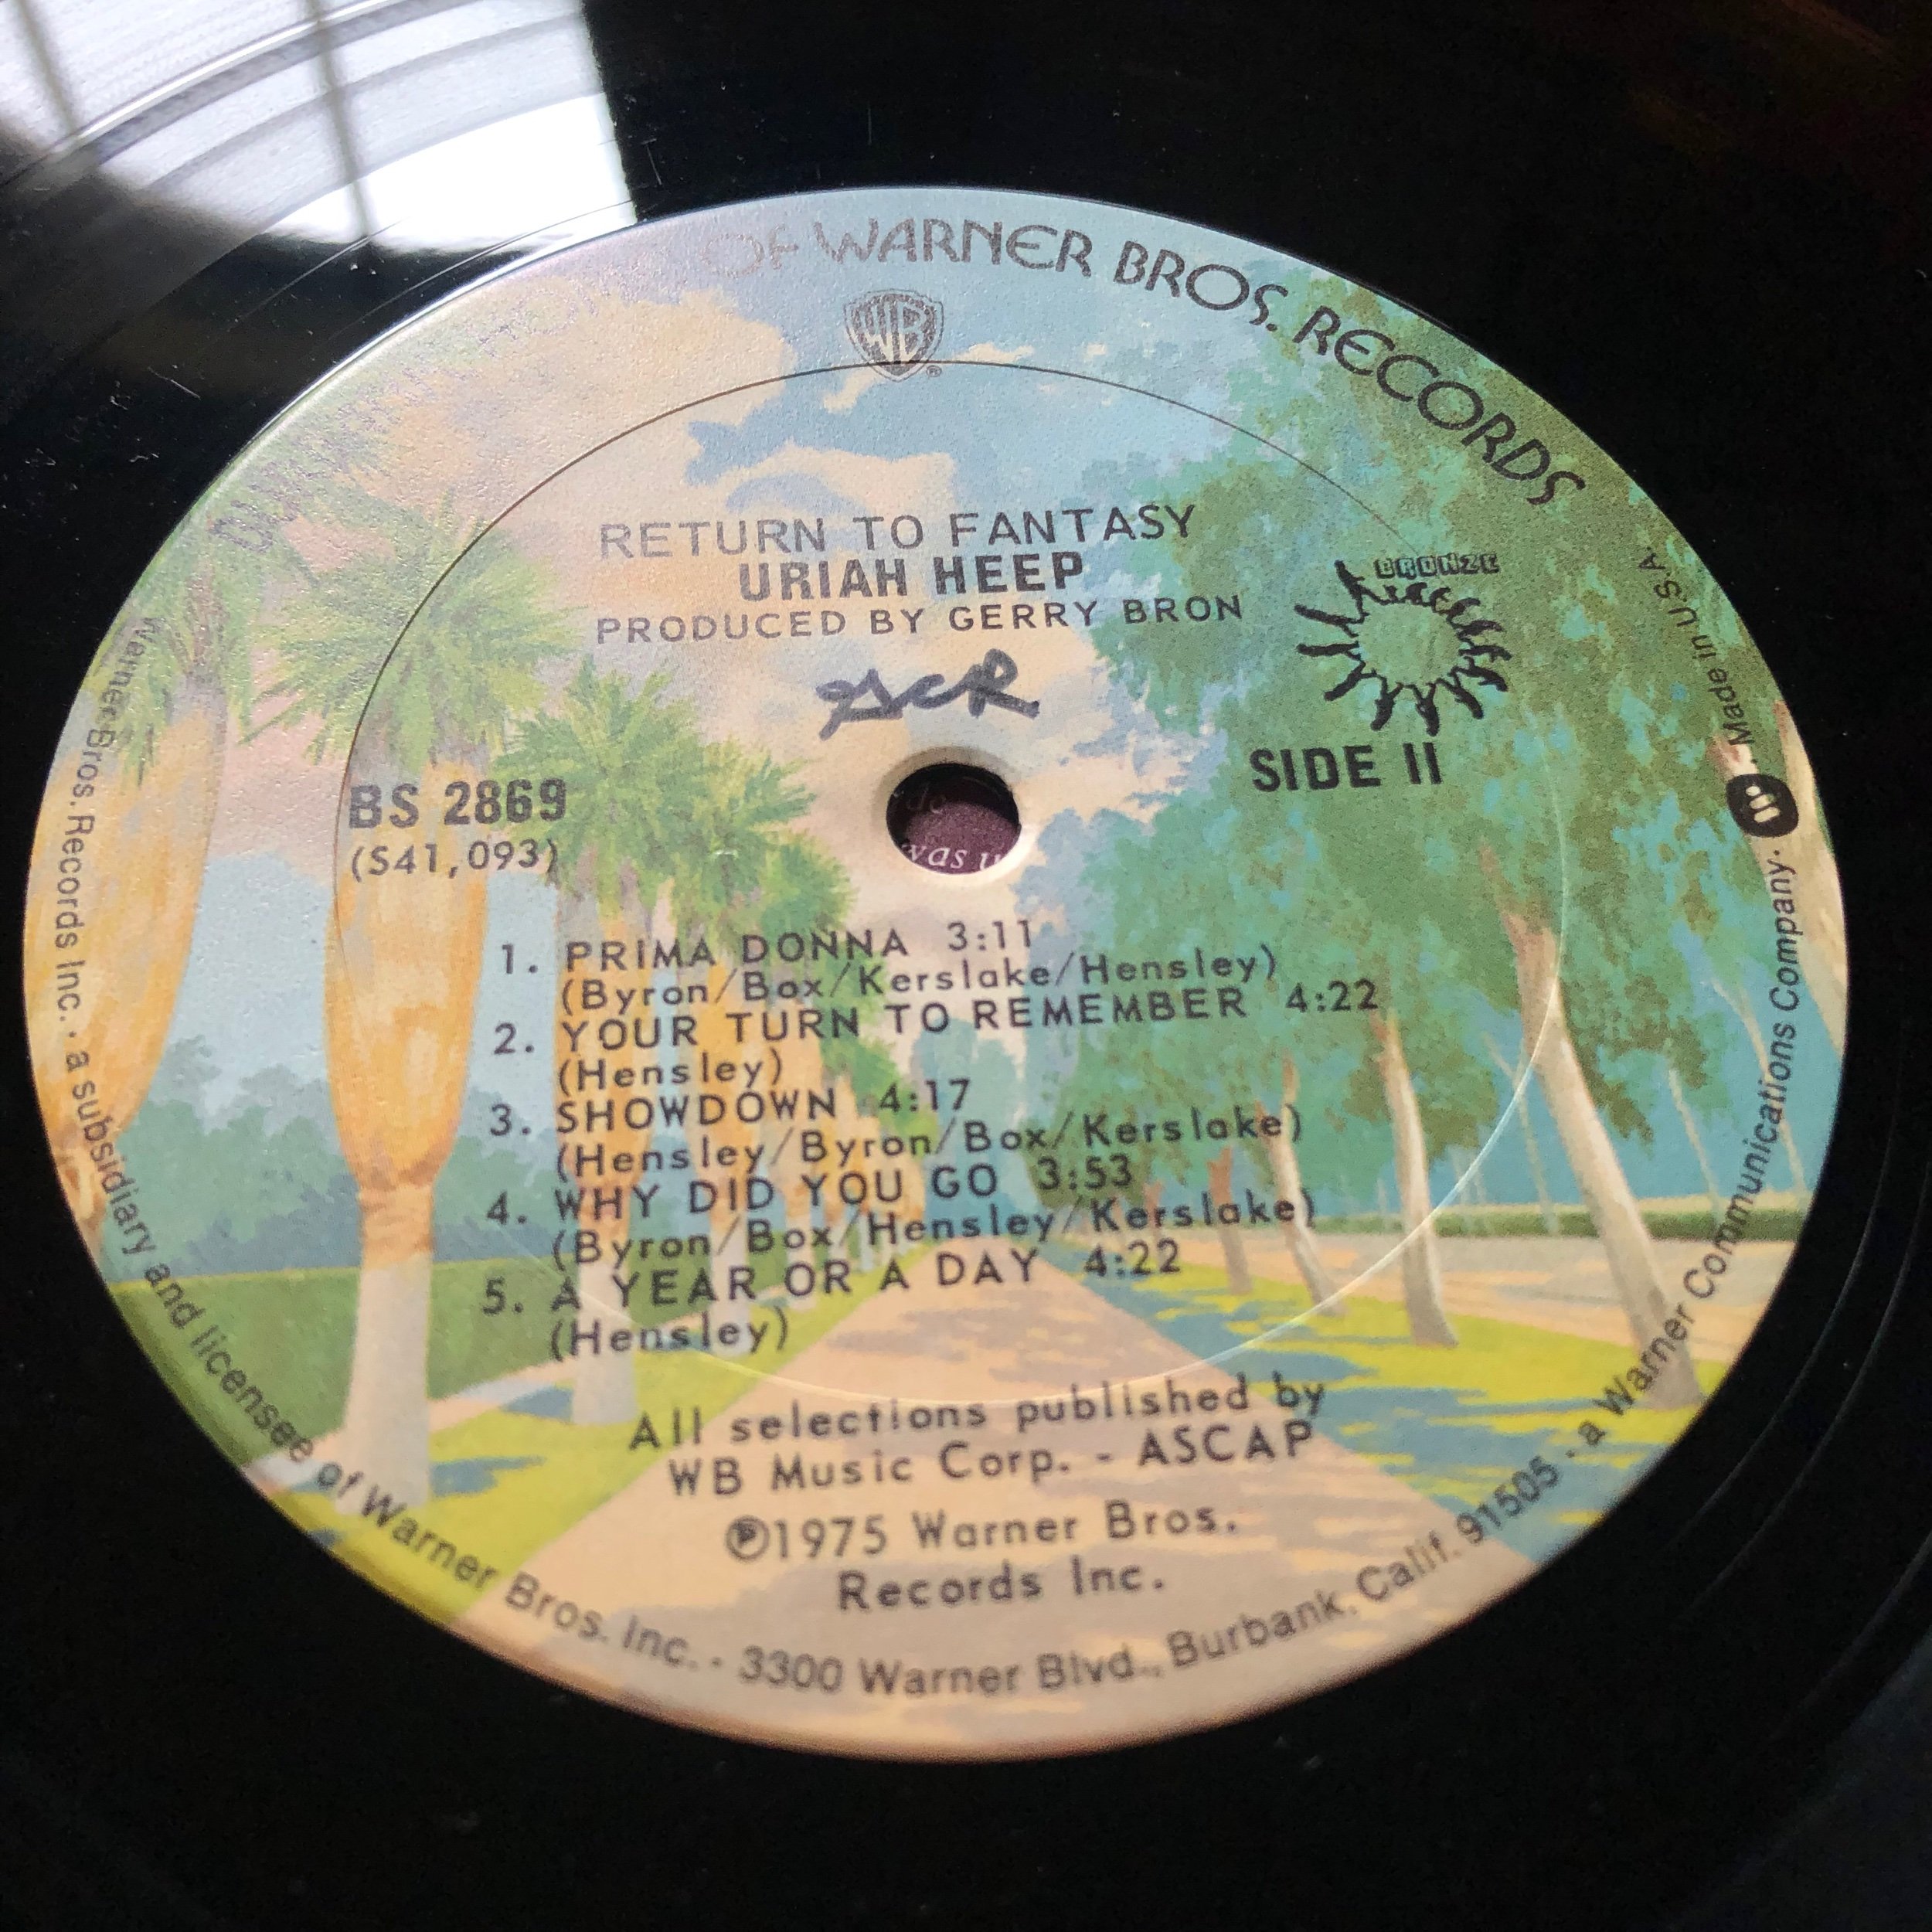 OF WARNER BROS. RECORDS
WB
RETURN TO FANTASY
URIAH HEEP
PRODUCED BY GERRY BRON
BRONZE
SIDE II
BS 2869
(S41,093)
was
1. PRIMA DONNA 3:11
(Byron/Box/Kerslake/Hensley)
2. YOUR TURN TO REMEMBER 4:22
(Hensley)
3. SHOWDOWN 4:17
(Hensley/Byron/Box/Kerslake)
4. WHY DID YOU GO 3:53
(Byron/Box/Hensley/Kerslake)
5. A YEAR OR A DAY 4:22
(Hensley)
All selections published by
WB Music Corp. - ASCAP
℗1975 Warner Bros.
Records Inc.
Warner Bros. Records Inc. · a subsidiary and licensee of Warner Bros. Inc. · 3300 Warner Blvd., Burbank, Calif. 91505 · a Warner Communications Company. · Made in U.S.A.